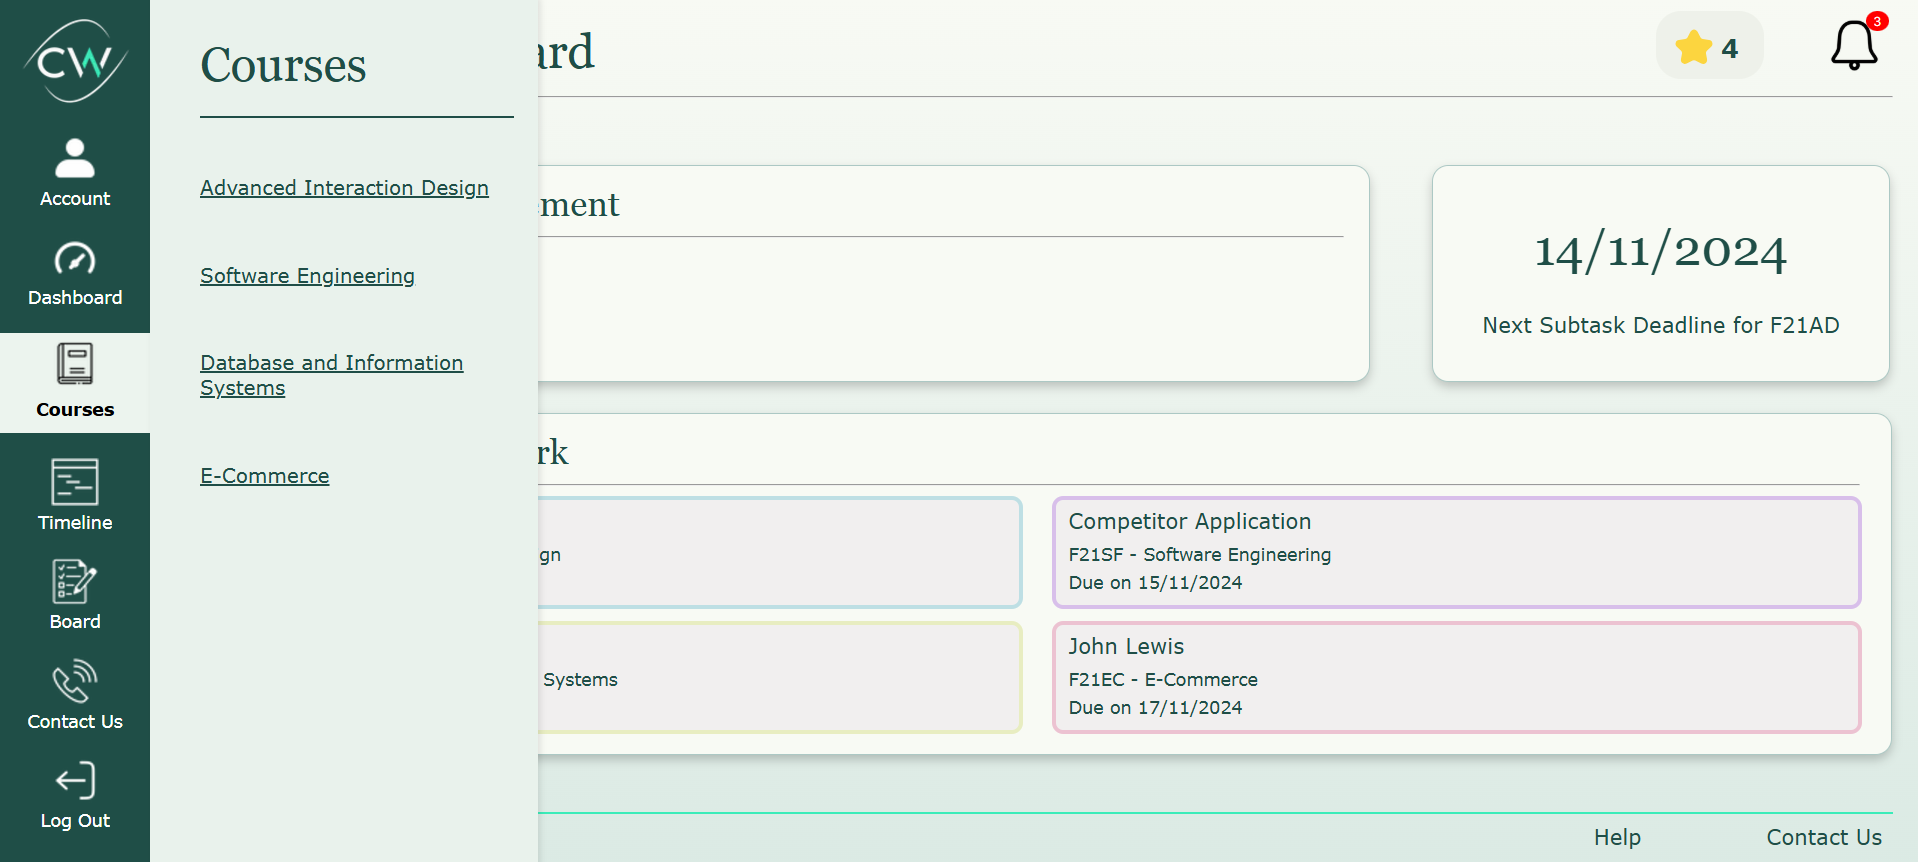 CW
Account
Dashboard
Courses
Timeline
Board
Contact Us
Log Out
Courses
Advanced Interaction Design
Software Engineering
Database and Information
Systems
E-Commerce
ard
4
3
ement
14/11/2024
Next Subtask Deadline for F21AD
rk
gn
Competitor Application
F21SF - Software Engineering
Due on 15/11/2024
Systems
John Lewis
F21EC - E-Commerce
Due on 17/11/2024
Help
Contact Us